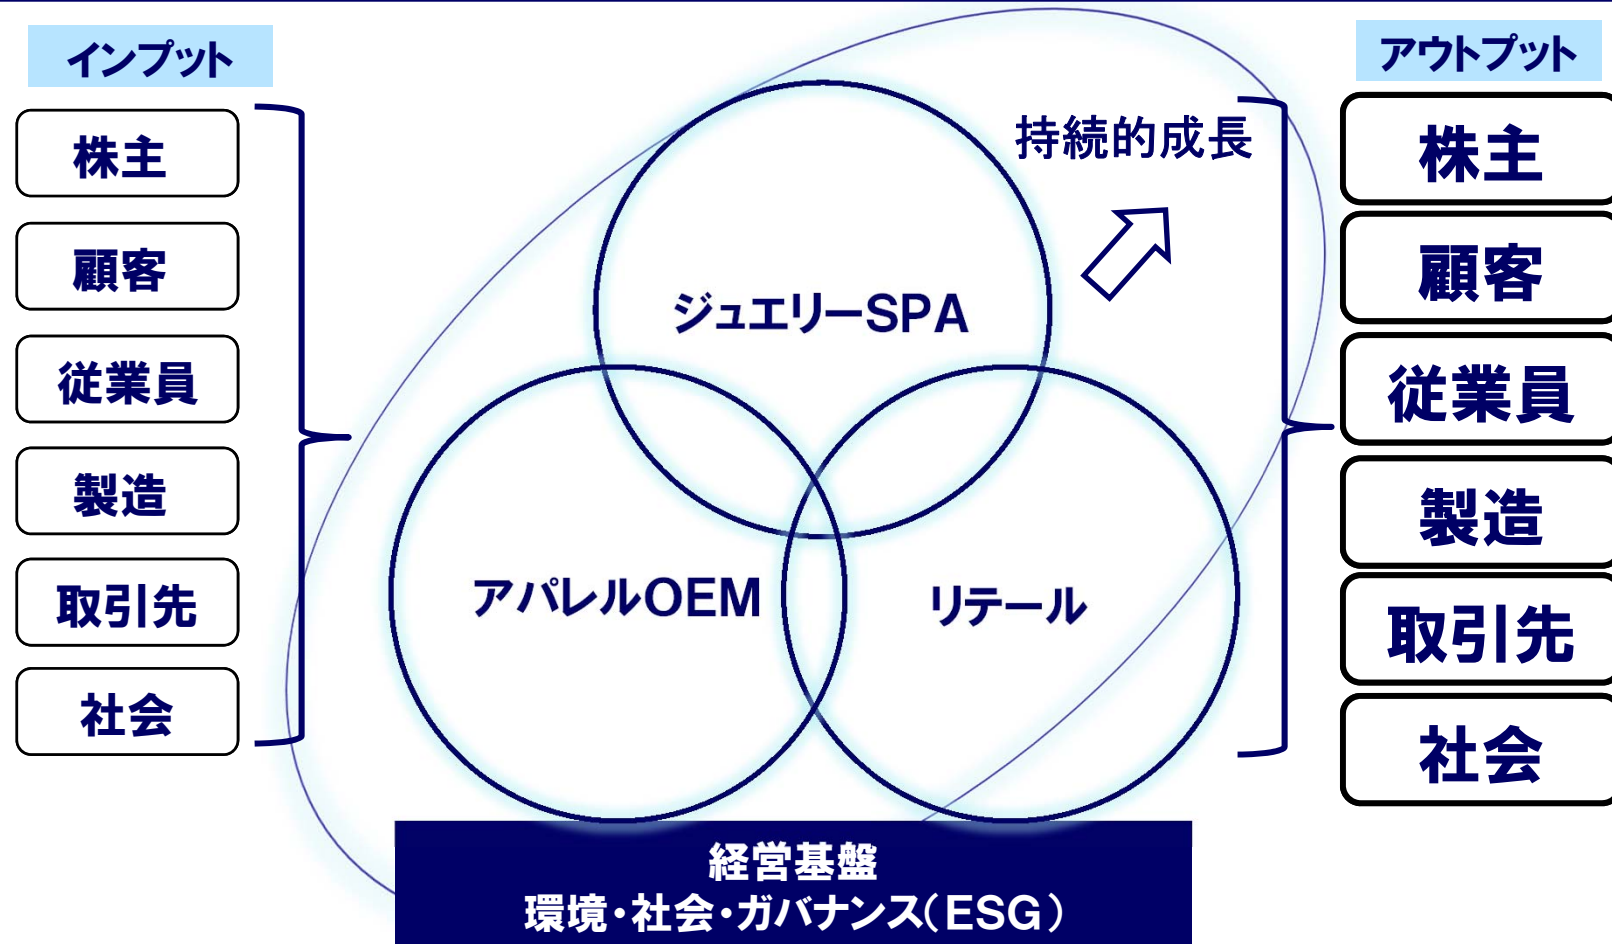 インプット
株主
顧客
従業員
製造
取引先
社会
持続的成長
ジュエリーSPA
アパレルOEM
リテール
経営基盤
環境・社会・ガバナンス(ESG)
アウトプット
株主
顧客
従業員
製造
取引先
社会